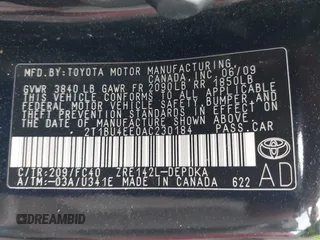 MFD.BY:TOYOTA MOTOR MANUFACTURING
CANADA, INC. 06/09
GVWR 3840 LB GAWR FR 2090LB RR 1850LB
THIS VEHICLE CONFORMS TO ALL APPLICABLE
FEDERAL MOTOR VEHICLE SAFETY, BUMPER, AND
THEFT PREVENTION STANDARDS IN EFFECT ON
THE DATE OF MANUFACTURE SHOWN ABOVE.
2T1BU4EE0AC230184
PASS. CAR
C/TR:209/FC40 ZRE142L-DEPDKA
A/TM:-03A/U341E MADE IN CANADA 622
AD
DREAMBID